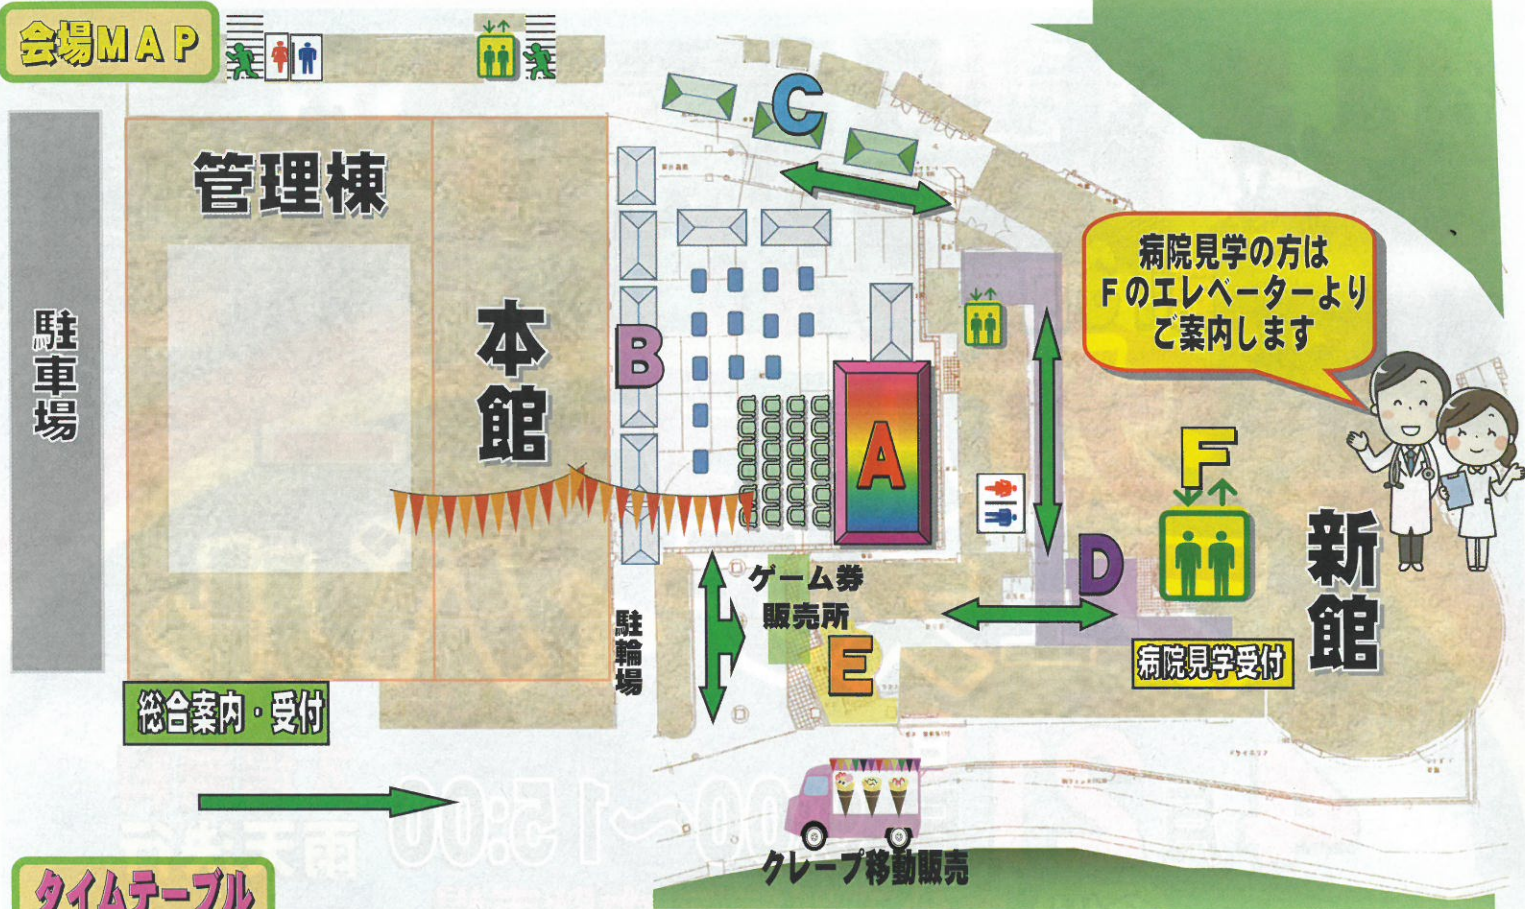 会場MAP
管理棟
C
病院見学の方は
Fのエレベーターより
ご案内します
駐車場
本館
B
A
F
新館
D
ゲーム券
販売所
駐輪場
E
病院見学受付
総合案内・受付
クレープ移動販売
タイムテーブル